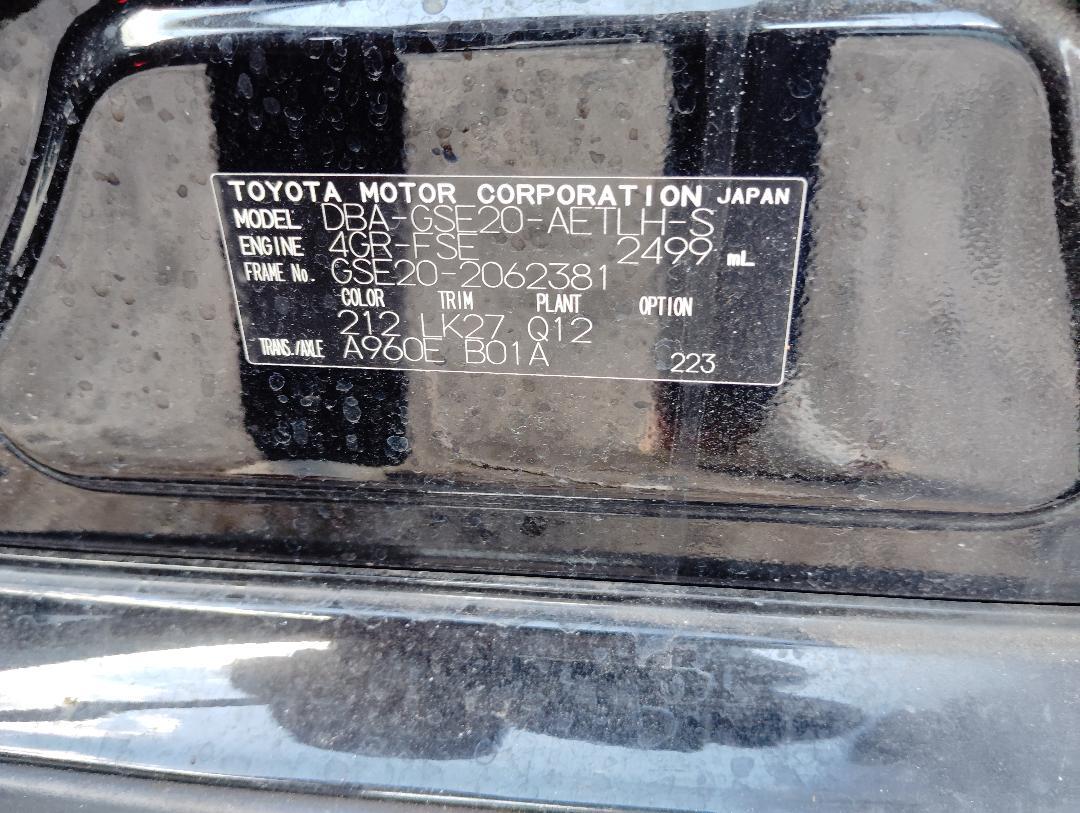 TOYOTA MOTOR CORPORATION JAPAN
MODEL DBA-GSE20-AETLH-S
ENGINE 4GR-FSE 2499 mL
FRAME No. GSE20-2062381
COLOR TRIM PLANT OPTION
212 LK27 Q12
TRANS./AXLE A960E B01A 223